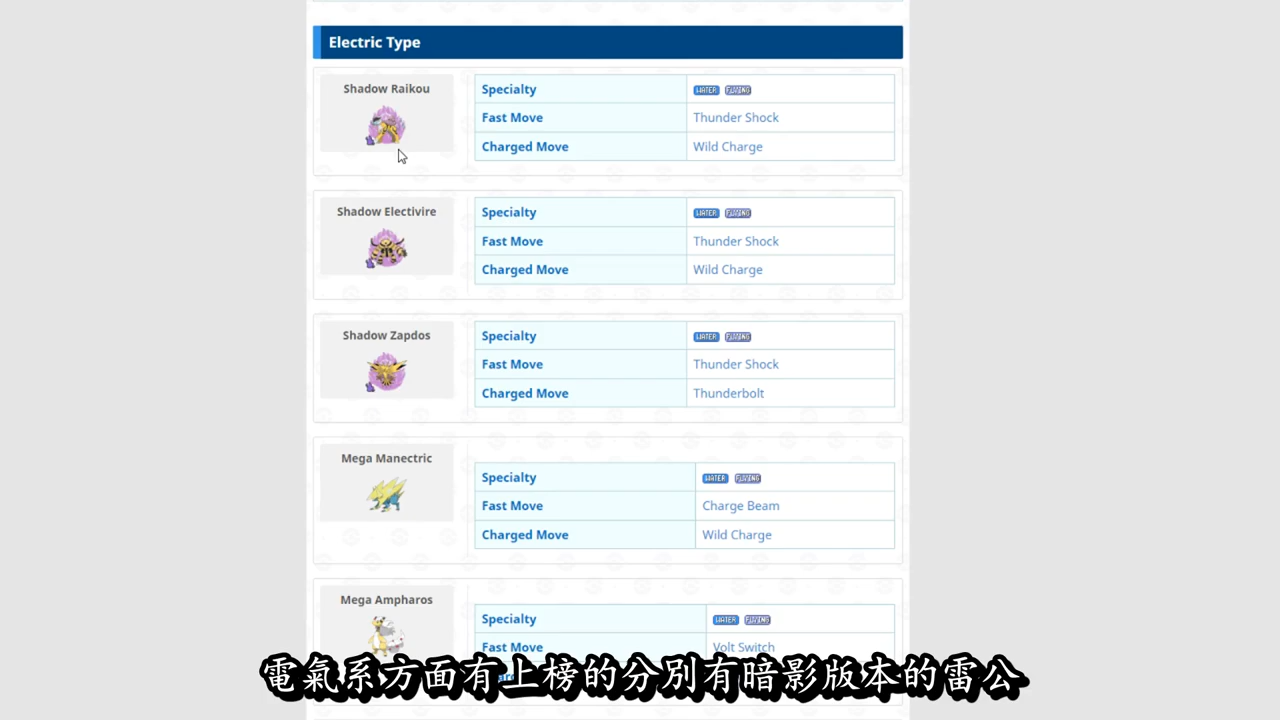 Electric Type
Shadow Raikou
Specialty WATER FLYING
Fast Move Thunder Shock
Charged Move Wild Charge
Shadow Electivire
Specialty WATER FLYING
Fast Move Thunder Shock
Charged Move Wild Charge
Shadow Zapdos
Specialty WATER FLYING
Fast Move Thunder Shock
Charged Move Thunderbolt
Mega Manectric
Specialty WATER FLYING
Fast Move Charge Beam
Charged Move Wild Charge
Mega Ampharos
Specialty WATER FLYING
Fast Move Volt Switch
電氣系方面有上榜的分別有暗影版本的雷公